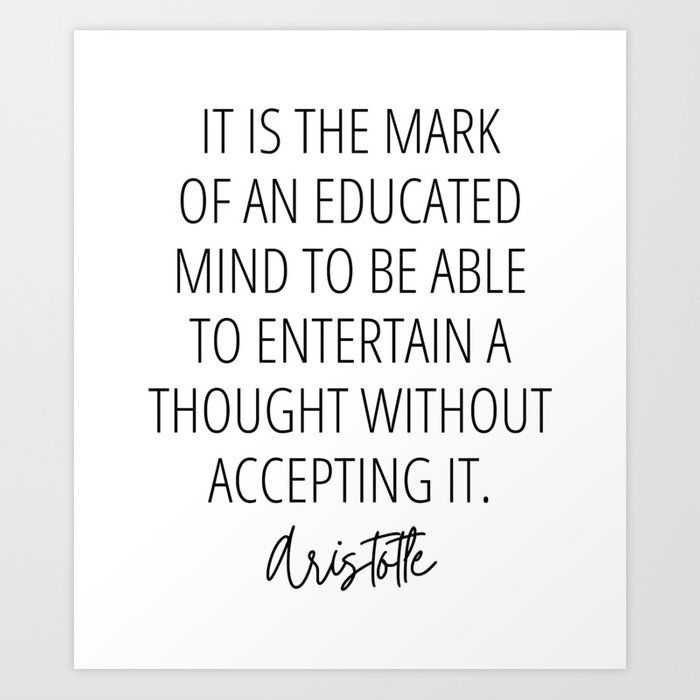 IT IS THE MARK
OF AN EDUCATED
MIND TO BE ABLE
TO ENTERTAIN A
THOUGHT WITHOUT
ACCEPTING IT.
Aristotle